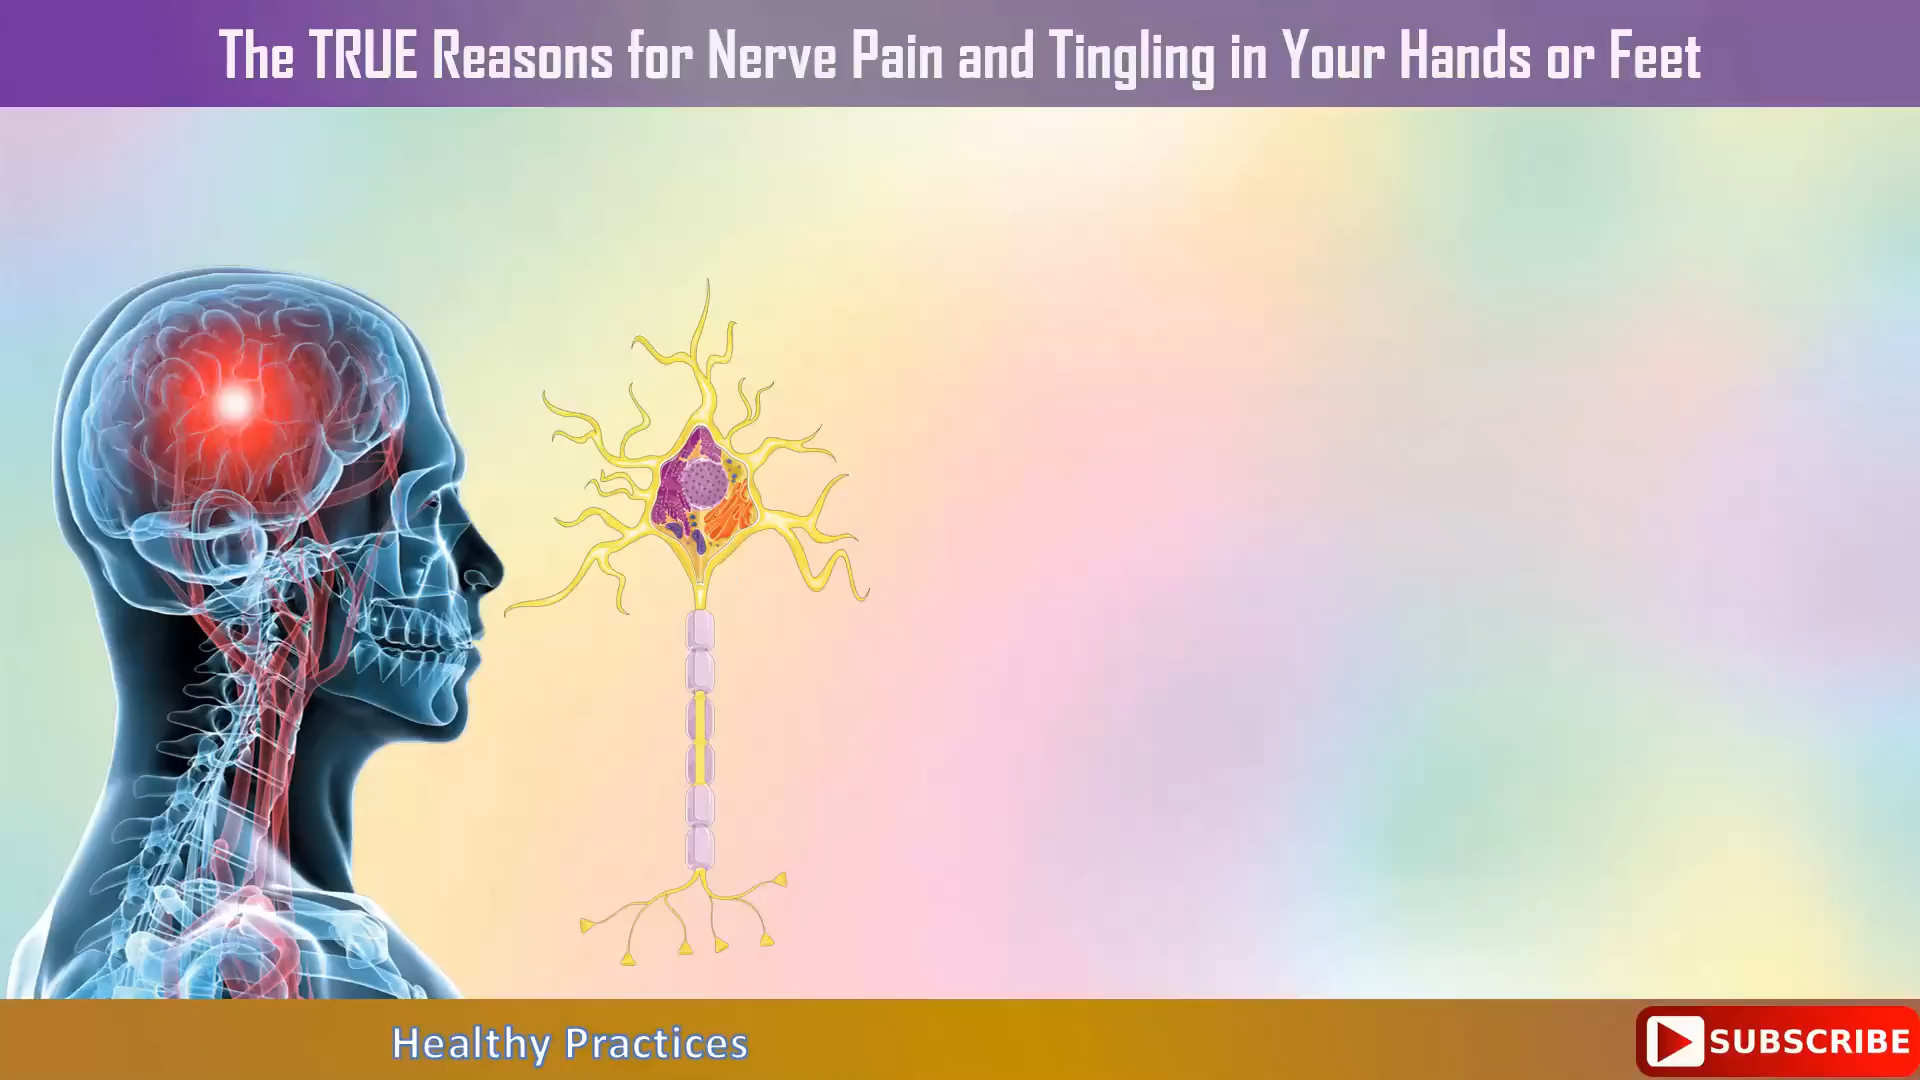 The TRUE Reasons for Nerve Pain and Tingling in Your Hands or Feet
Healthy Practices
SUBSCRIBE